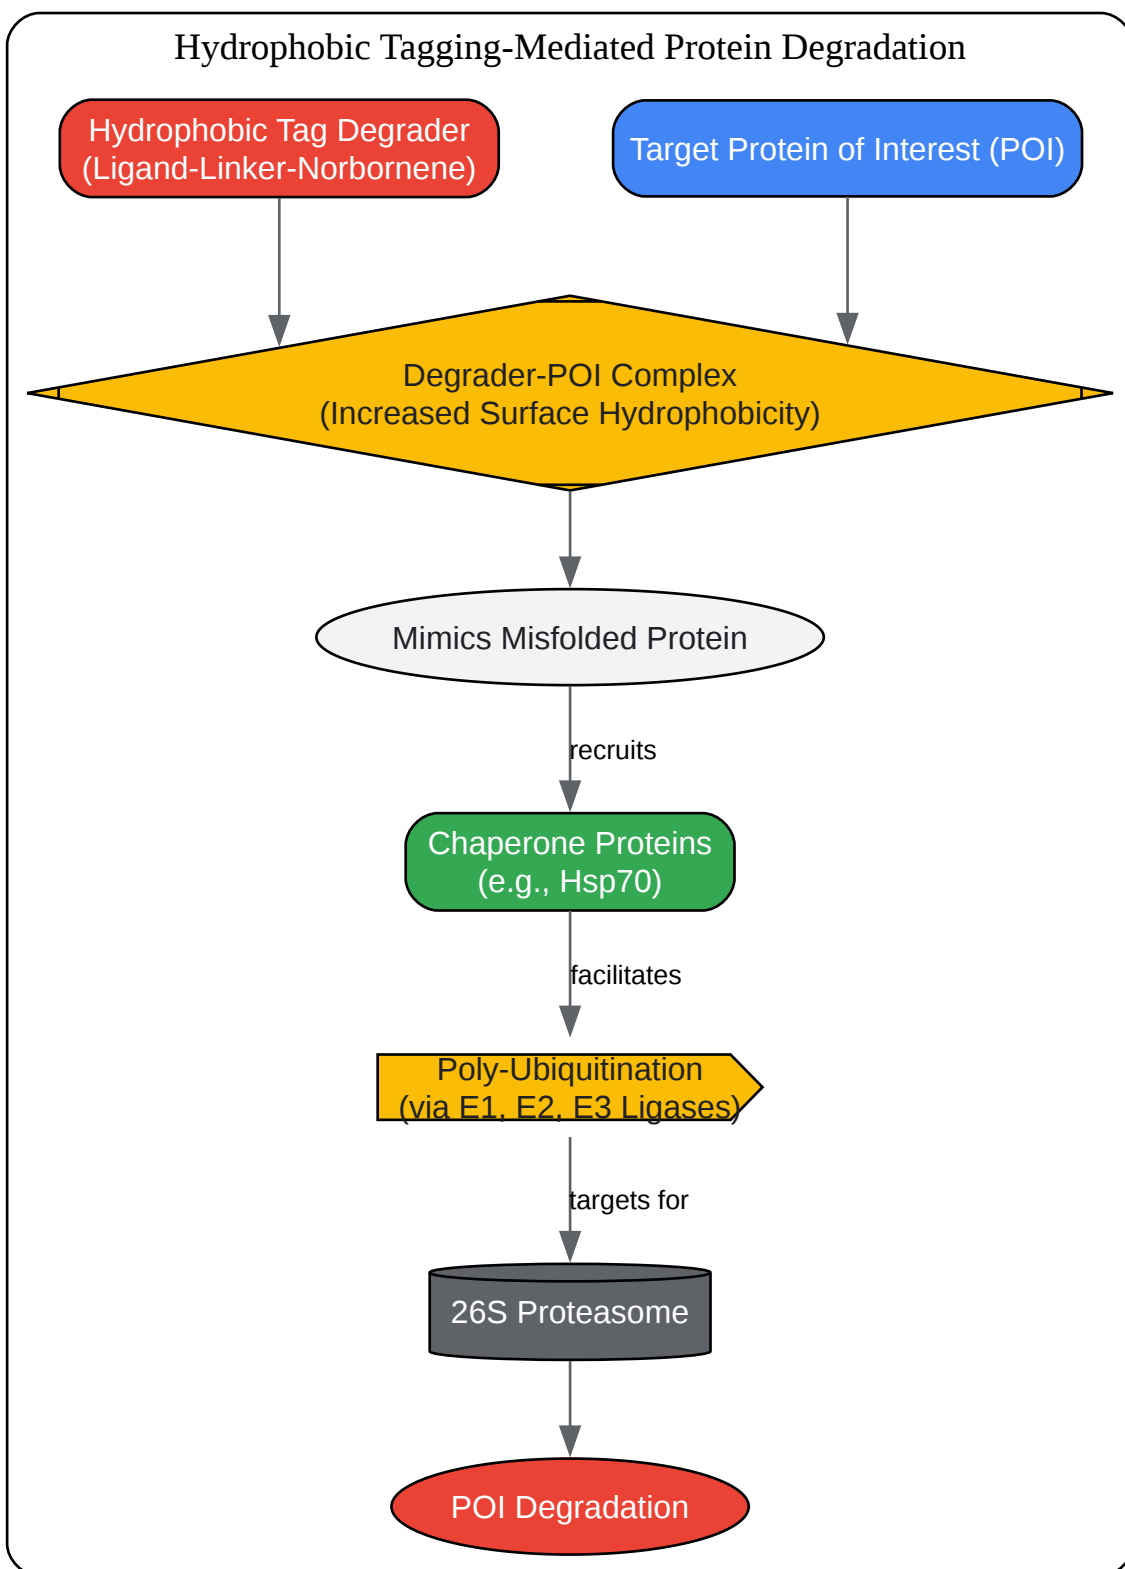 Hydrophobic Tagging-Mediated Protein Degradation
Hydrophobic Tag Degrader
(Ligand-Linker-Norbornene)
Target Protein of Interest (POI)
Degrader-POI Complex
(Increased Surface Hydrophobicity)
Mimics Misfolded Protein
recruits
Chaperone Proteins
(e.g., Hsp70)
facilitates
Poly-Ubiquitination
(via E1, E2, E3 Ligases)
targets for
26S Proteasome
POI Degradation